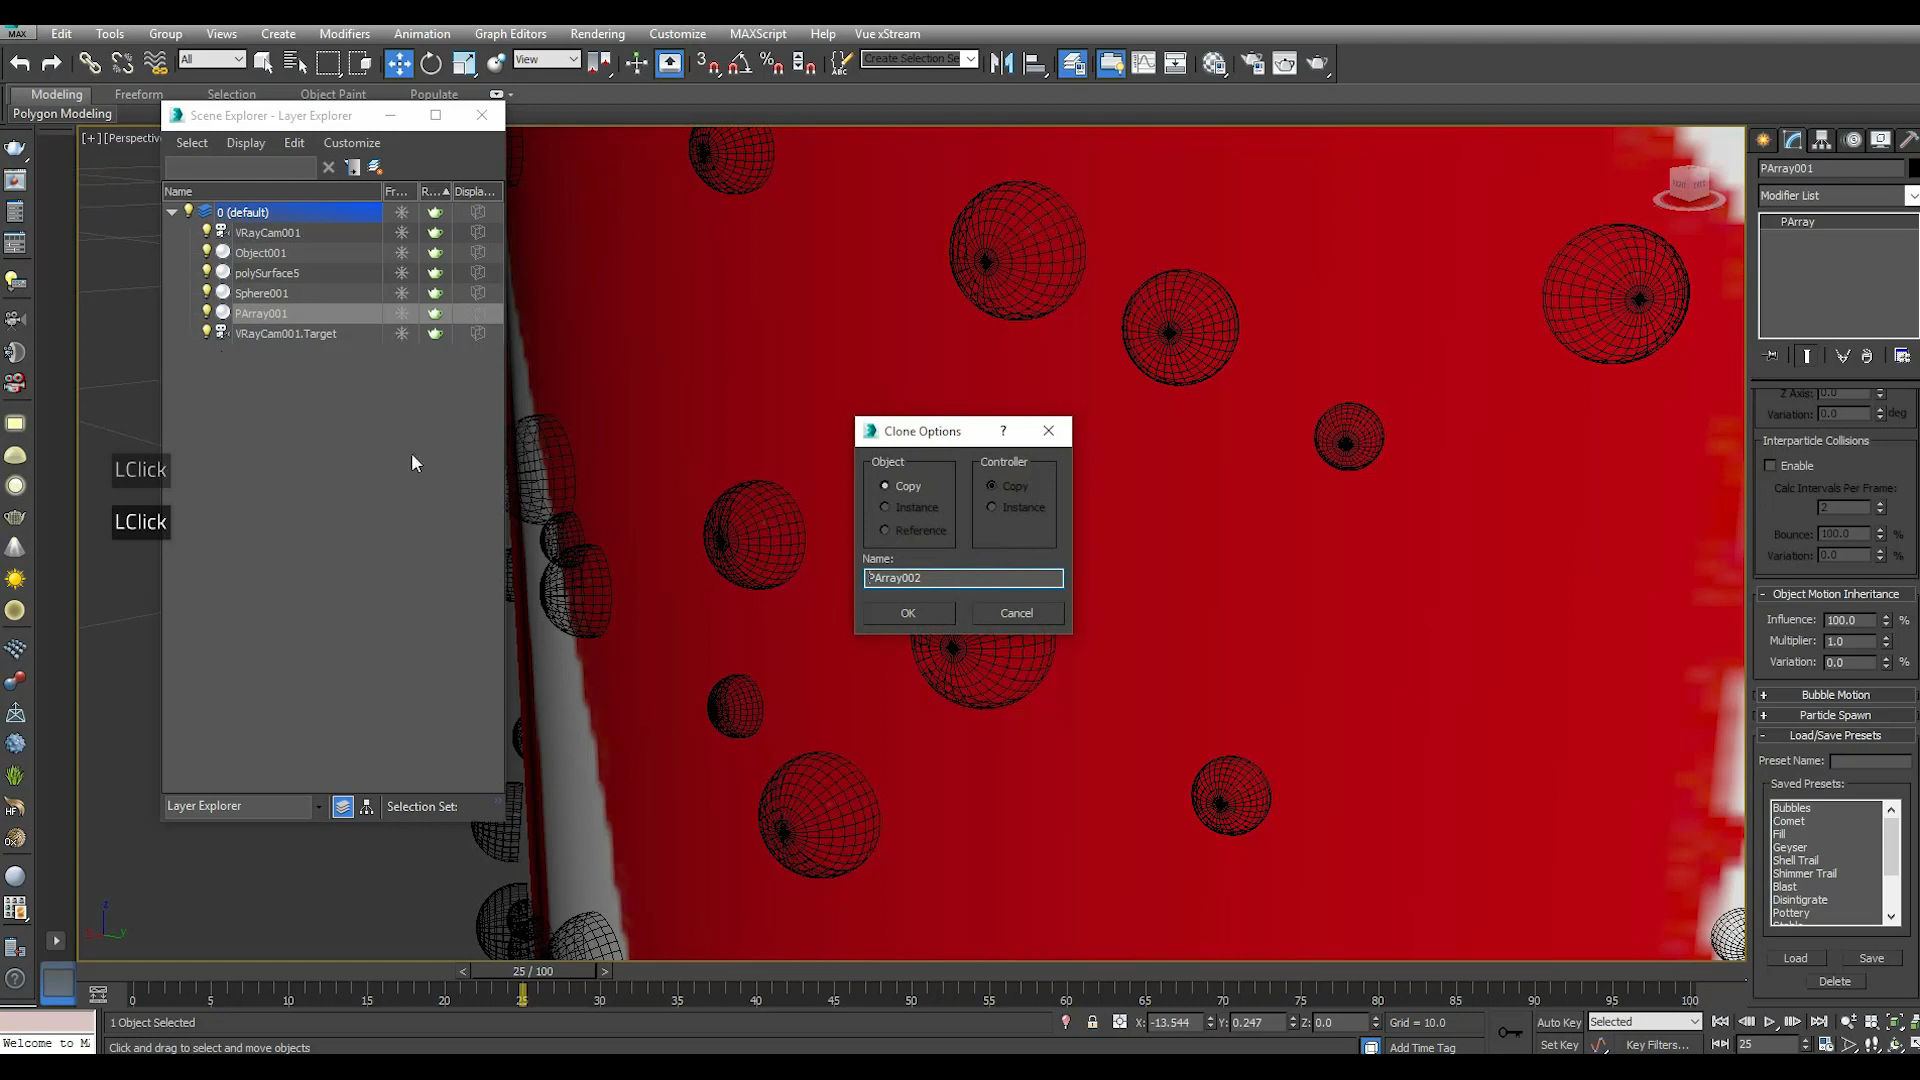 MAX Edit Tools Group Views Create Modifiers Animation Graph Editors Rendering Customize MAXScript Help Vue xStream
All View Create Selection Se
Modeling Freeform Selection Object Paint Populate
Polygon Modeling
Scene Explorer - Layer Explorer
[+][Perspective
Select Display Edit Customize
Name Fr... R... Displa...
0 (default)
VRayCam001
Object001
polySurface5
Sphere001
PArray001
VRayCam001.Target
LClick
LClick
Layer Explorer Selection Set:
Clone Options ?
Object Controller
Copy Copy
Instance Instance
Reference
Name:
PArray002
OK Cancel
PArray001
Modifier List
PArray
Z Axis: 0.0
Variation: 0.0 deg
Interparticle Collisions
Enable
Calc Intervals Per Frame:
2
Bounce: 100.0 %
Variation: 0.0 %
- Object Motion Inheritance
Influence: 100.0 %
Multiplier: 1.0
Variation: 0.0 %
+ Bubble Motion
+ Particle Spawn
- Load/Save Presets
Preset Name:
Saved Presets:
Bubbles
Comet
Fill
Geyser
Shell Trail
Shimmer Trail
Blast
Disintigrate
Pottery
Load Save
Delete
z
x y
< 25 / 100 >
0 5 10 15 20 25 30 35 40 45 50 55 60 65 70 75 80 85 90 95 100
1 Object Selected X: -13.544 Y: 0.247 Z: 0.0 Grid = 10.0 Auto Key Selected
Welcome to M Click and drag to select and move objects Add Time Tag Set Key Key Filters... 25